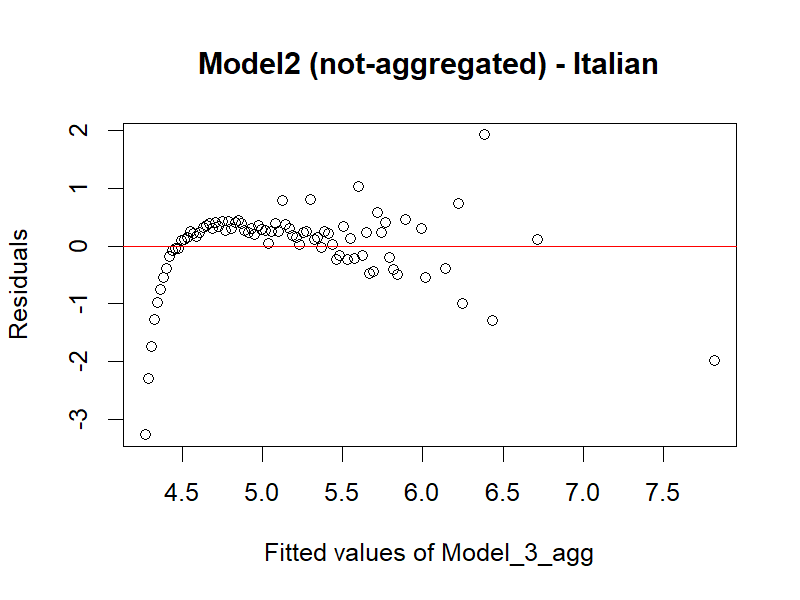 Model2 (not-aggregated) - Italian
Residuals
2
1
0
-1
-2
-3
4.5 5.0 5.5 6.0 6.5 7.0 7.5
Fitted values of Model_3_agg